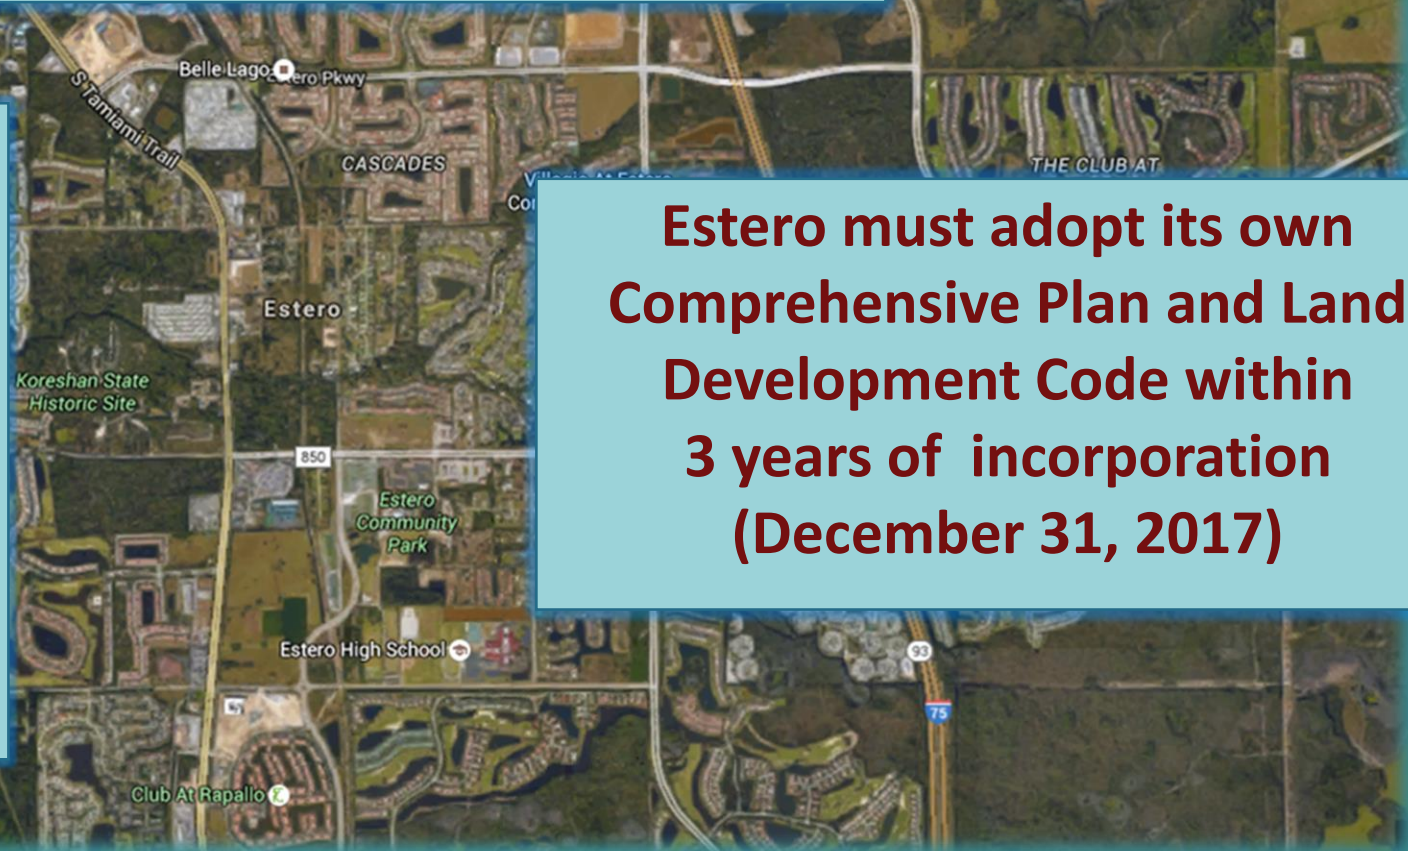 Belle Lago
ero Pkwy
S Tamiami Trail
CASCADES
THE CLUB AT
Estero must adopt its own
Comprehensive Plan and Land
Development Code within
3 years of  incorporation
(December 31, 2017)
Estero
Koreshan State
Historic Site
850
Estero
Community
Park
Estero High School
93
75
Club At Rapallo